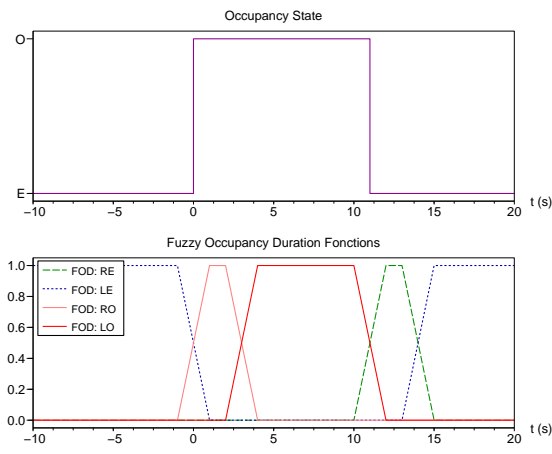 Occupancy State
O
E
−10 −5 0 5 10 15 20
t (s)
Fuzzy Occupancy Duration Fonctions
1.0
0.8
0.6
0.4
0.2
0.0
FOD: RE
FOD: LE
FOD: RO
FOD: LO
−10 −5 0 5 10 15 20
t (s)